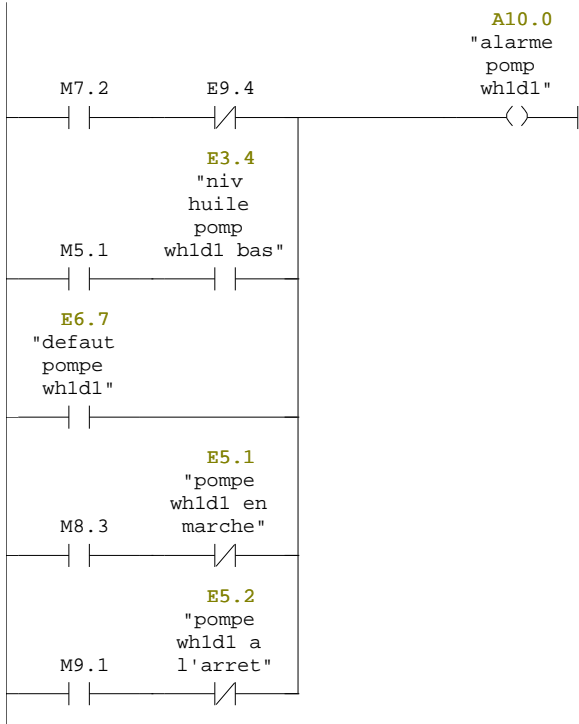 A10.0
"alarme
pomp
wh1d1"
M7.2
E9.4
E3.4
"niv
huile
pomp
wh1d1 bas"
M5.1
E6.7
"defaut
pompe
wh1d1"
E5.1
"pompe
wh1d1 en
marche"
M8.3
E5.2
"pompe
wh1d1 a
l'arret"
M9.1